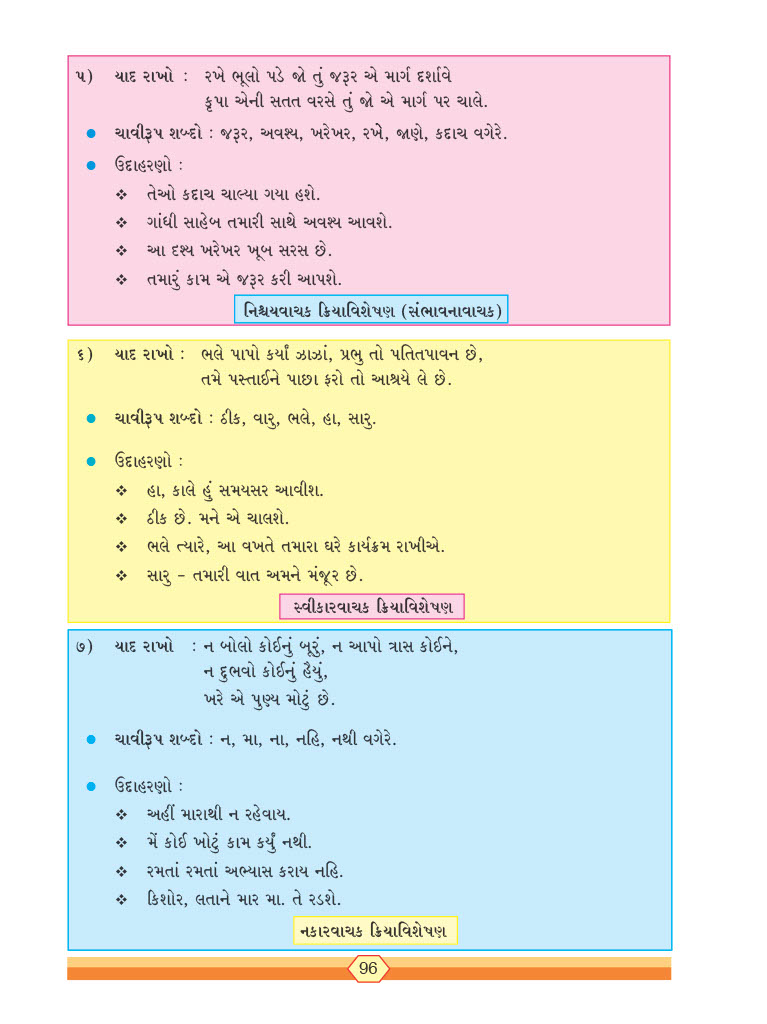 ૫) યાદ રાખો : રખે ભૂલો પડે જો તું જરૂર એ માર્ગ દર્શાવે
કૃપા એની સતત વરસે તું જો એ માર્ગ પર ચાલે.
● ચાવીરૂપ શબ્દો : જરૂર, અવશ્ય, ખરેખર, રખે, જાણે, કદાચ વગેરે.
● ઉદાહરણો :
❖ તેઓ કદાચ ચાલ્યા ગયા હશે.
❖ ગાંધી સાહેબ તમારી સાથે અવશ્ય આવશે.
❖ આ દશ્ય ખરેખર ખૂબ સરસ છે.
❖ તમારું કામ એ જરૂર કરી આપશે.
નિશ્ચયવાચક ક્રિયાવિશેષણ (સંભાવનાવાચક)
૬) યાદ રાખો : ભલે પાપો કર્યાં ઝાઝાં, પ્રભુ તો પતિતપાવન છે,
તમે પસ્તાઈને પાછા ફરો તો આશ્રયે લે છે.
● ચાવીરૂપ શબ્દો : ઠીક, વારુ, ભલે, હા, સારુ.
● ઉદાહરણો :
❖ હા, કાલે હું સમયસર આવીશ.
❖ ઠીક છે. મને એ ચાલશે.
❖ ભલે ત્યારે, આ વખતે તમારા ઘરે કાર્યક્રમ રાખીએ.
❖ સારુ – તમારી વાત અમને મંજૂર છે.
સ્વીકારવાચક ક્રિયાવિશેષણ
૭) યાદ રાખો : ન બોલો કોઈનું બૂરું, ન આપો ત્રાસ કોઈને,
ન દુભવો કોઈનું હૈયું,
ખરે એ પુણ્ય મોટું છે.
● ચાવીરૂપ શબ્દો : ન, મા, ના, નહિ, નથી વગેરે.
● ઉદાહરણો :
❖ અહીં મારાથી ન રહેવાય.
❖ મેં કોઈ ખોટું કામ કર્યું નથી.
❖ રમતાં રમતાં અભ્યાસ કરાય નહિ.
❖ કિશોર, લતાને માર મા. તે રડશે.
નકારવાચક ક્રિયાવિશેષણ
96